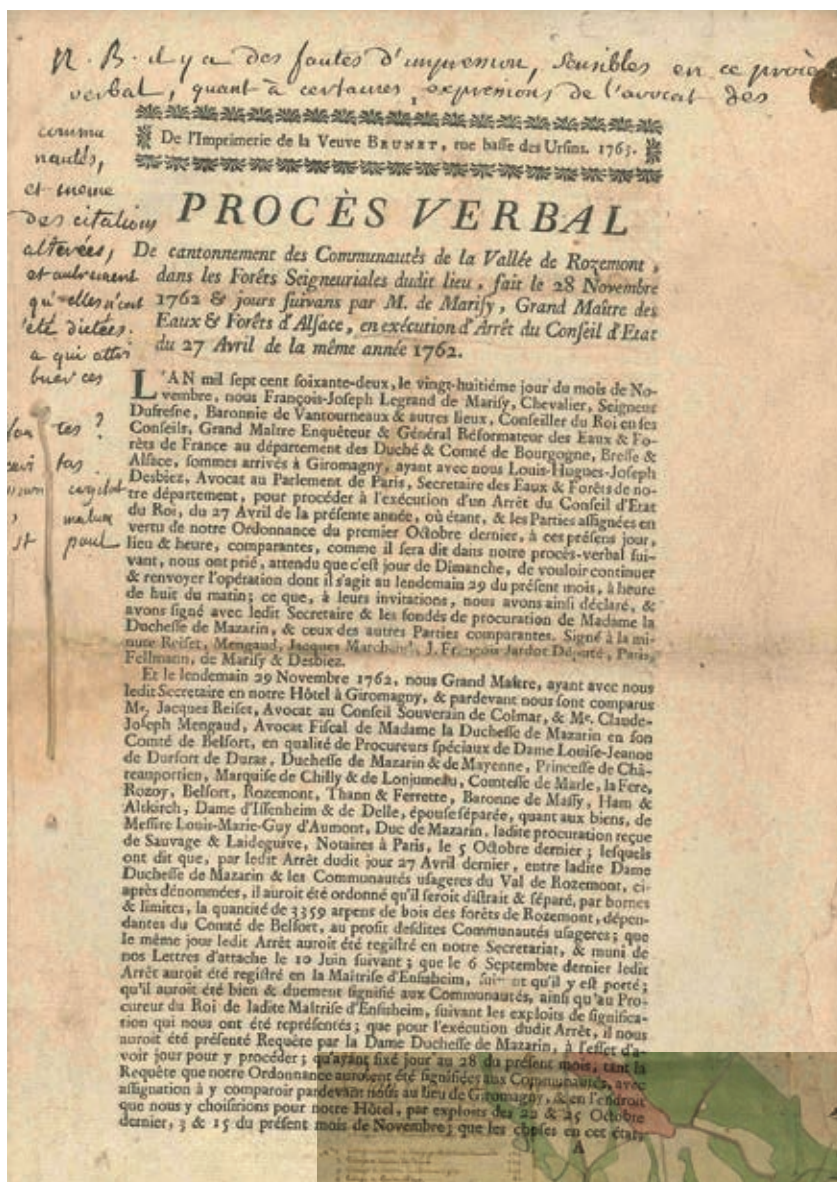 N. B. il y a des fautes d'impression, sensibles en ce procès
verbal, quant à certaines expressions de l'avocat des
commu
nautés,
et meme
des citations
alterées,
et autrement
qu'elles n'ont
été dictées.
a qui attri
buer ces
fau tes ?
De l'Imprimerie de la Veuve BRUNET, rue basse des Ursins. 1763.
PROCÈS VERBAL
De cantonnement des Communautés de la Vallée de Rozemont,
dans les Forêts Seigneuriales dudit lieu, fait le 28 Novembre
1762 & jours suivans par M. de Marisy, Grand Maître des
Eaux & Forêts d'Alsace, en exécution d'Arrêt du Conseil d'Etat
du 27 Avril de la même année 1762.
L'AN mil sept cent soixante-deux, le vingt-huitiéme jour du mois de No-
vembre, nous François-Joseph Legrand de Marisy, Chevalier, Seigneur
Dufresne, Baronnie de Vantourneaux & autres lieux, Conseiller du Roi en ses
Conseils, Grand Maître Enquêteur & Général Réformateur des Eaux & Fo-
rêts de France au département des Duché & Comté de Bourgogne, Bresse &
Alsace, sommes arrivés à Giromagny, ayant avec nous Louis-Hugues-Joseph
Desbiez, Avocat au Parlement de Paris, Secretaire des Eaux & Forêts de no-
tre département, pour procéder à l'exécution d'un Arrêt du Conseil d'Etat
du Roi, du 27 Avril de la présente année, où étant, & les Parties assignées en
vertu de notre Ordonnance du premier Octobre dernier, à ces présens jour,
lieu & heure, comparantes, comme il sera dit dans notre procès-verbal sui-
vant, nous ont prié, attendu que c'est jour de Dimanche, de vouloir continuer
& renvoyer l'opération dont il s'agit au lendemain 29 du présent mois, à heure
de huit du matin; ce que, à leurs invitations, nous avons ainsi déclaré, &
avons signé avec ledit Secretaire & les fondés de procuration de Madame la
Duchesse de Mazarin, & ceux des autres Parties comparantes. Signé à la mi-
nute Reiset, Mengaud, Jacques Marchand, J. François Jardot Député, Paris,
Fellmann, de Marisy & Desbiez.
Et le lendemain 29 Novembre 1762, nous Grand Maître, ayant avec nous
ledit Secretaire en notre Hôtel à Giromagny, & pardevant nous sont comparus
Me. Jacques Reiset, Avocat au Conseil Souverain de Colmar, & Me. Claude-
Joseph Mengaud, Avocat Fiscal de Madame la Duchesse de Mazarin en son
Comté de Belfort, en qualité de Procureurs spéciaux de Dame Louise-Jeanne
de Durfort de Duras, Duchesse de Mazarin & de Mayenne, Princesse de Châ-
teauportien, Marquise de Chilly & de Lonjumeau, Comtesse de Marle, la Fere,
Rozoy, Belfort, Rozemont, Thann & Ferrette, Baronne de Massy, Ham &
Altkirch, Dame d'Issenheim & de Delle, épouse séparée, quant aux biens, de
Messire Louis-Marie-Guy d'Aumont, Duc de Mazarin, ladite procuration reçue
de Sauvage & Laideguive, Notaires à Paris, le 5 Octobre dernier; lesquels
ont dit que, par ledit Arrêt dudit jour 27 Avril dernier, entre ladite Dame
Duchesse de Mazarin & les Communautés usageres du Val de Rozemont, ci-
après dénommées, il auroit été ordonné qu'il seroit distrait & séparé, par bornes
& limites, la quantité de 3359 arpens de bois des forêts de Rozemont, dépen-
dantes du Comté de Belfort, au profit desdites Communautés usageres; que
le même jour ledit Arrêt auroit été registré en notre Secretariat, & muni de
nos Lettres d'attache le 10 Juin suivant; que le 6 Septembre dernier ledit
Arrêt auroit été registré en la Maîtrise d'Ensisheim, suivant qu'il y est porté;
qu'il auroit été bien & duement signifié aux Communautés, ainsi qu'au Pro-
cureur du Roi de ladite Maîtrise d'Ensisheim, suivant les exploits de significa-
tion qui nous ont été représentés; que pour l'exécution dudit Arrêt, il nous
auroit été présenté Requête par la Dame Duchesse de Mazarin, à l'effet d'a-
voir jour pour y procéder; qu'ayant fixé jour au 28 du présent mois, tant la
Requête que notre Ordonnance auroient été signifiées aux Communautés, avec
assignation à y comparoir pardevant nous au lieu de Giromagny, & en l'endroit
que nous y choisirions pour notre Hôtel, par exploits des 22 & 25 Octobre
dernier, 3 & 15 du présent mois de Novembre; que les choses en cet état,
A